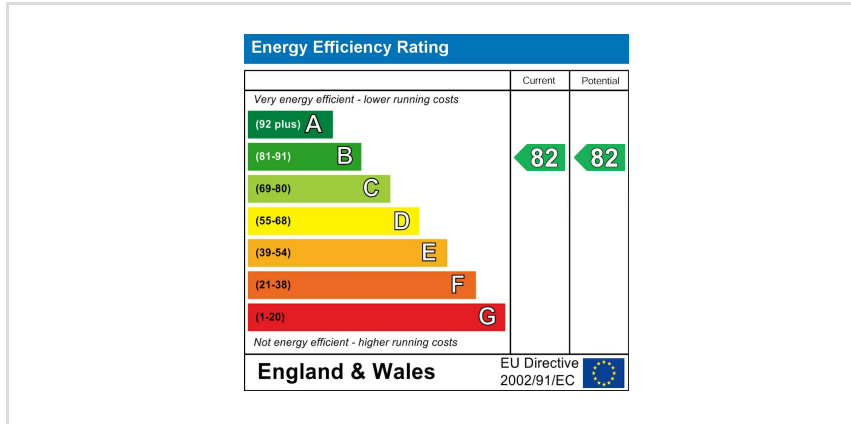 Energy Efficiency Rating
Current Potential
Very energy efficient - lower running costs
(92 plus) A
(81-91) B 82 82
(69-80) C
(55-68) D
(39-54) E
(21-38) F
(1-20) G
Not energy efficient - higher running costs
England & Wales
EU Directive
2002/91/EC